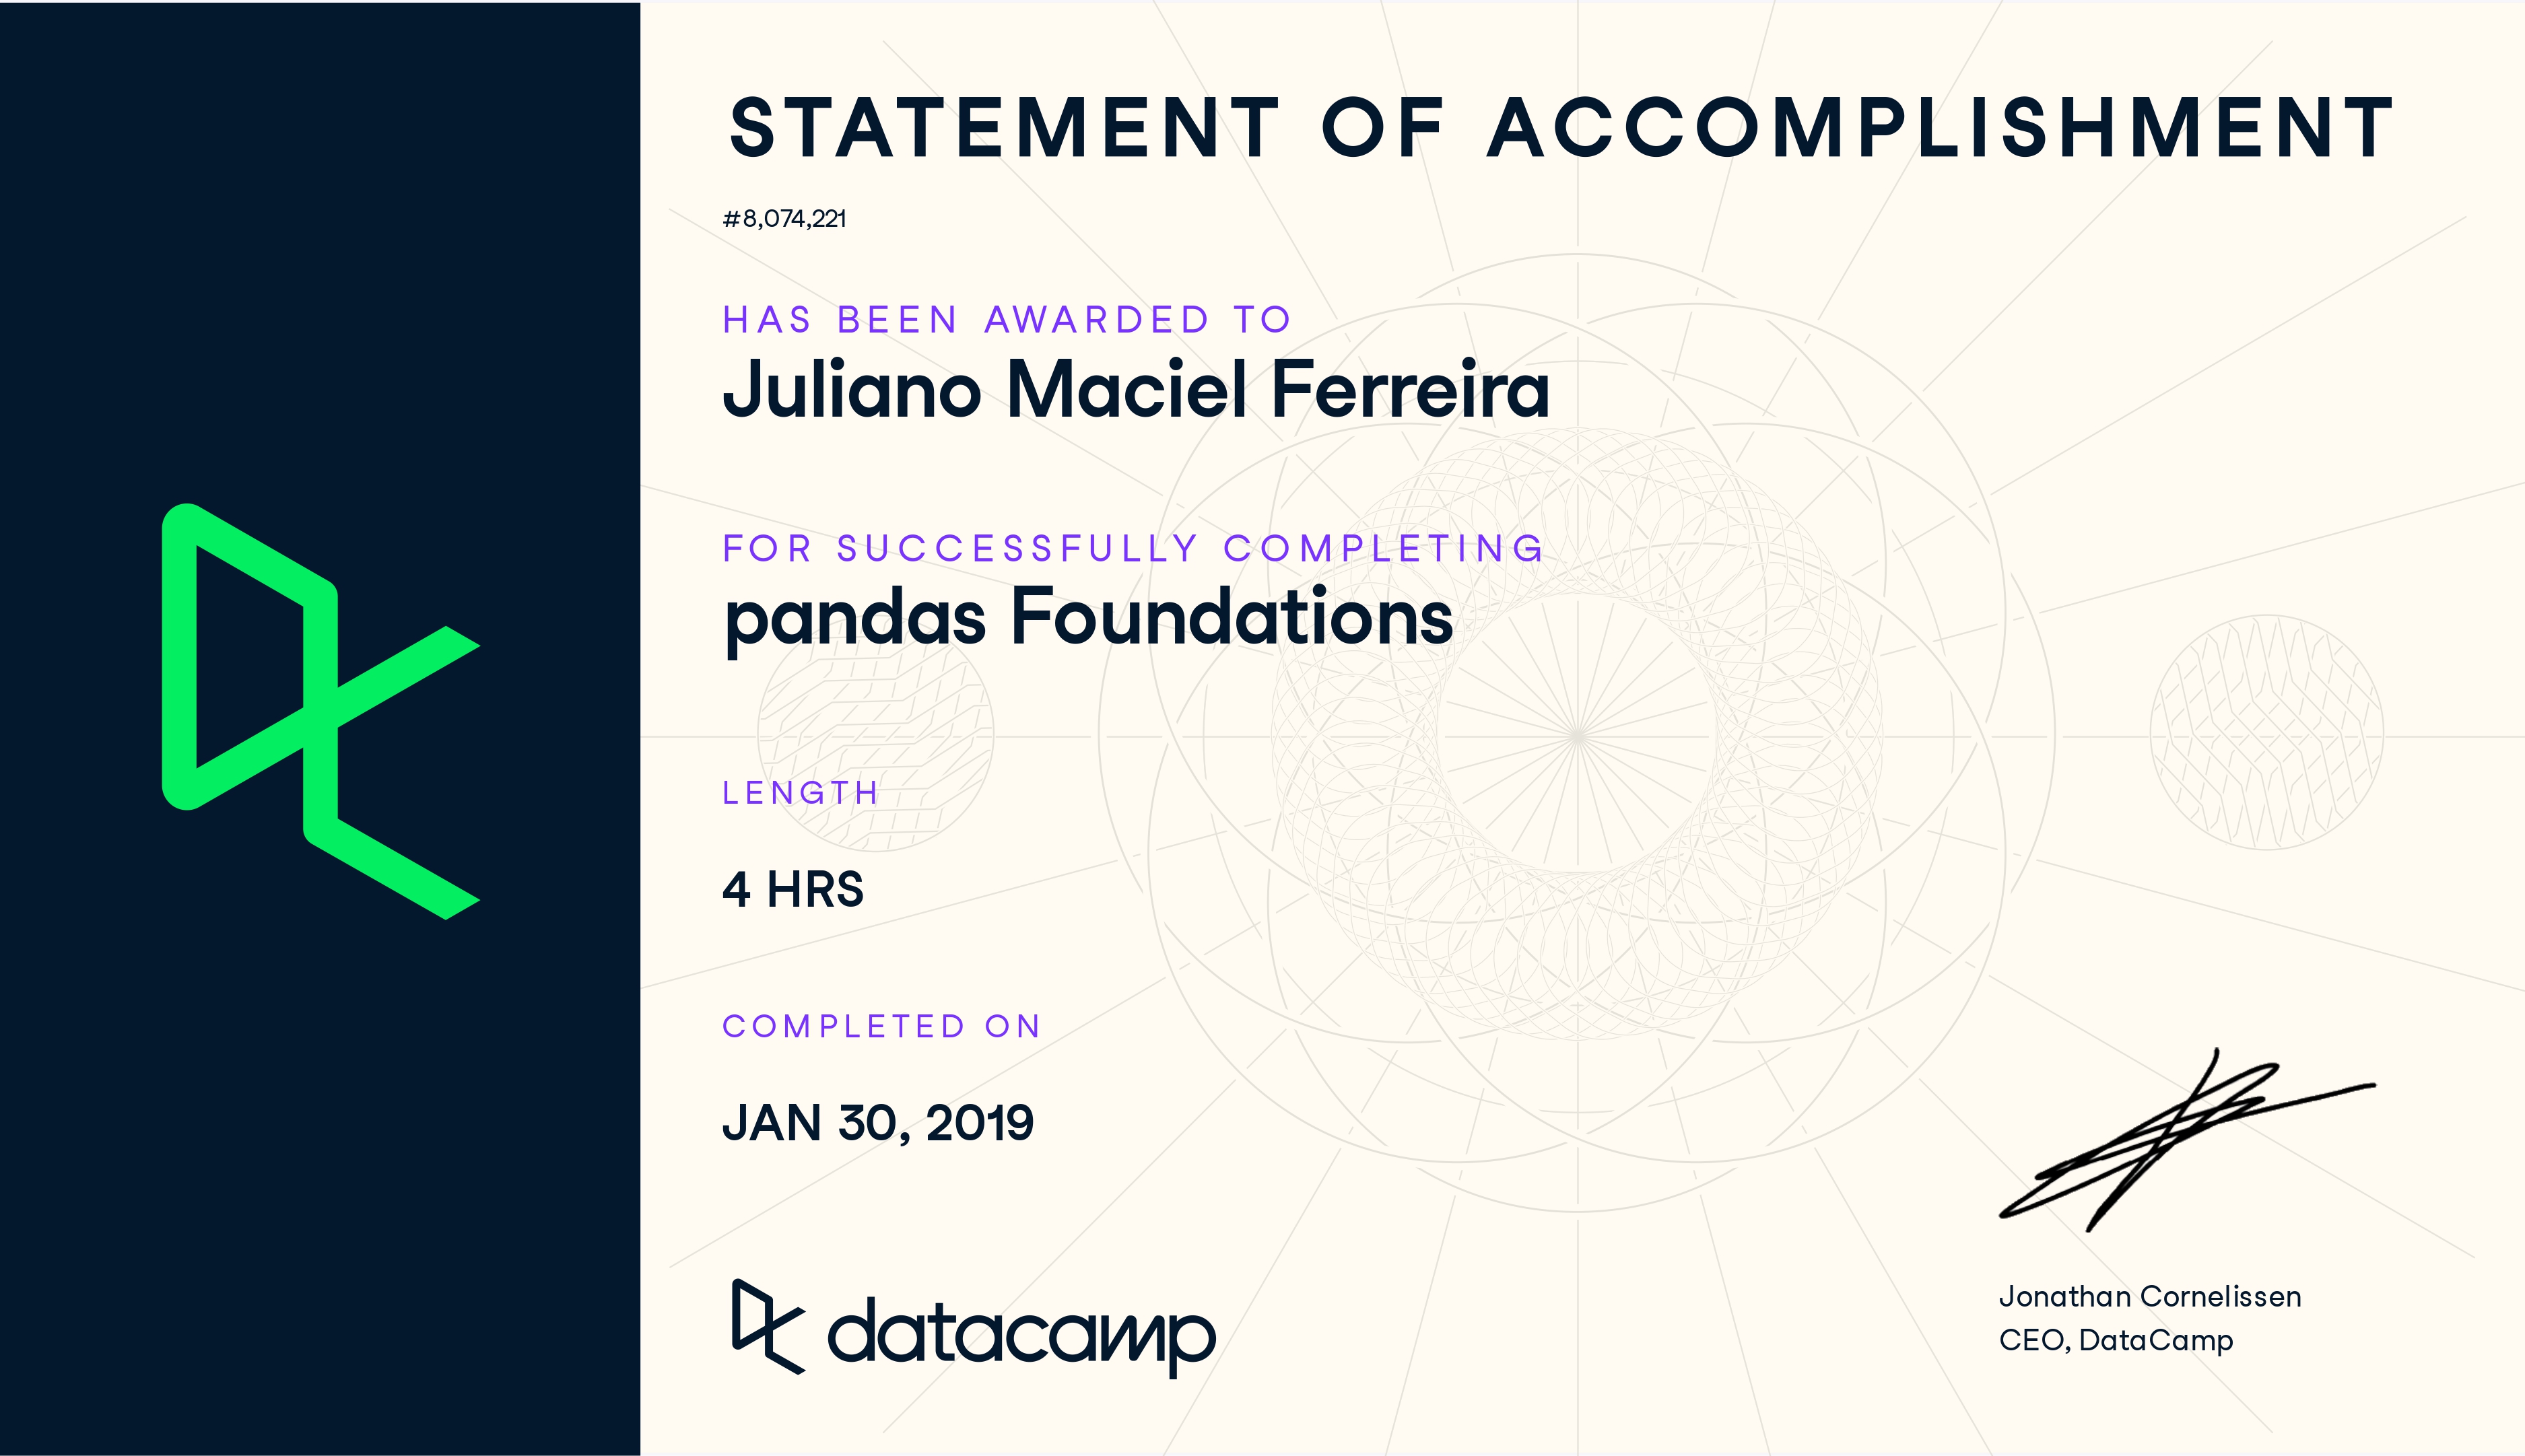 STATEMENT OF ACCOMPLISHMENT
#8,074,221
HAS BEEN AWARDED TO
Juliano Maciel Ferreira
FOR SUCCESSFULLY COMPLETING
pandas Foundations
LENGTH
4 HRS
COMPLETED ON
JAN 30, 2019
datacamp
Jonathan Cornelissen
CEO, DataCamp